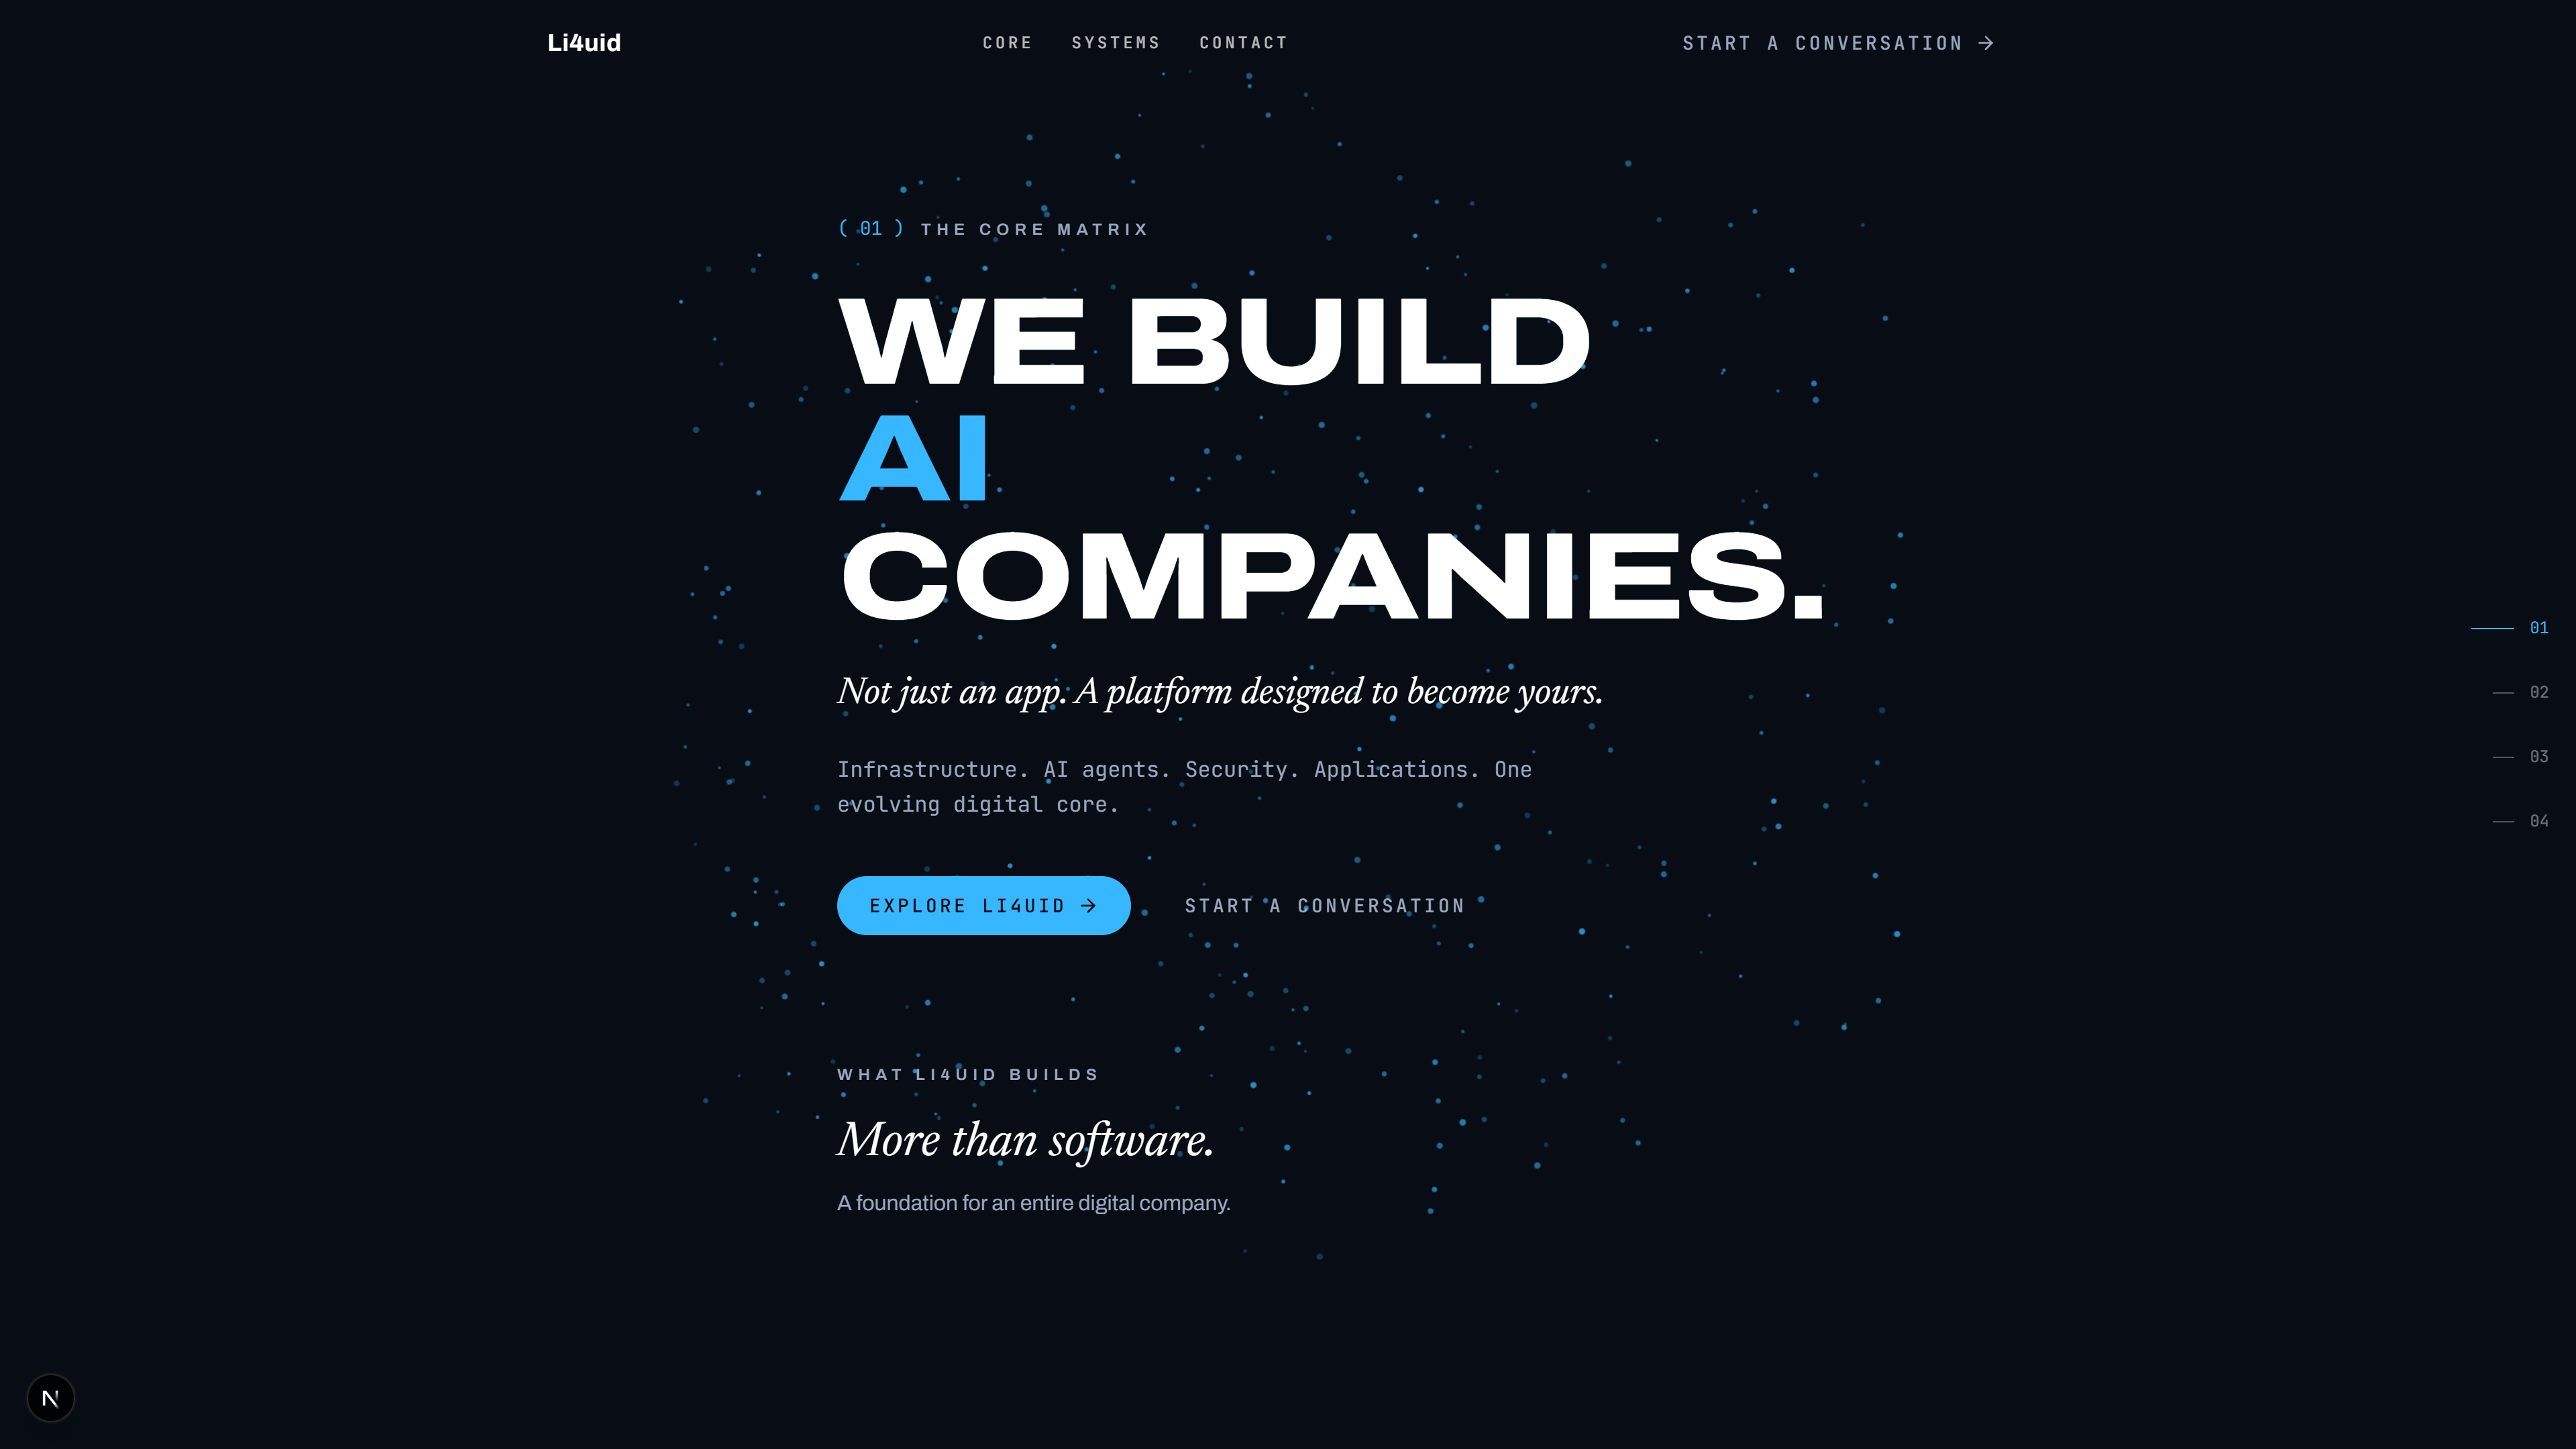 Li4uid
CORE SYSTEMS CONTACT
START A CONVERSATION →
( 01 ) THE CORE MATRIX
WE BUILD
AI
COMPANIES.
Not just an app. A platform designed to become yours.
Infrastructure. AI agents. Security. Applications. One
evolving digital core.
EXPLORE LI4UID →
START A CONVERSATION
01
02
03
04
WHAT LI4UID BUILDS
More than software.
A foundation for an entire digital company.
N